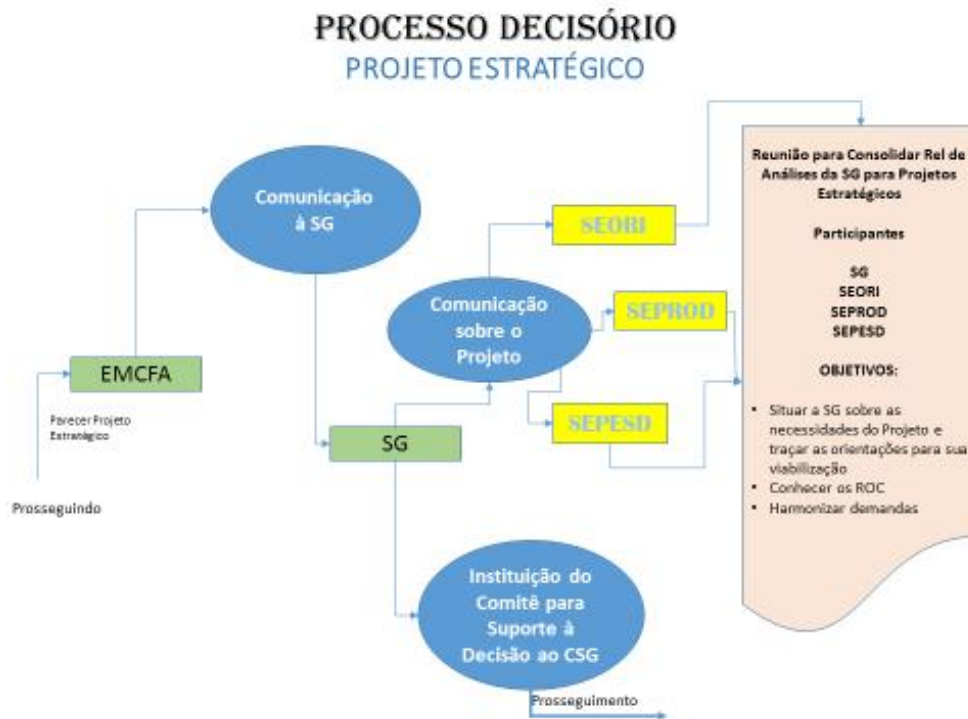 PROCESSO DECISÓRIO
PROJETO ESTRATÉGICO
Comunicação
à SG
EMCFA
Parecer Projeto
Estratégico
Prosseguindo
SG
Comunicação
sobre o
Projeto
SEORI
SEPROD
SEPESD
Instituição do
Comitê para
Suporte à
Decisão ao CSG
Prosseguimento
Reunião para Consolidar Rel de
Análises da SG para Projetos
Estratégicos
Participantes
SG
SEORI
SEPROD
SEPESD
OBJETIVOS:
• Situar a SG sobre as
necessidades do Projeto e
traçar as orientações para sua
viabilização
• Conhecer os ROC
• Harmonizar demandas